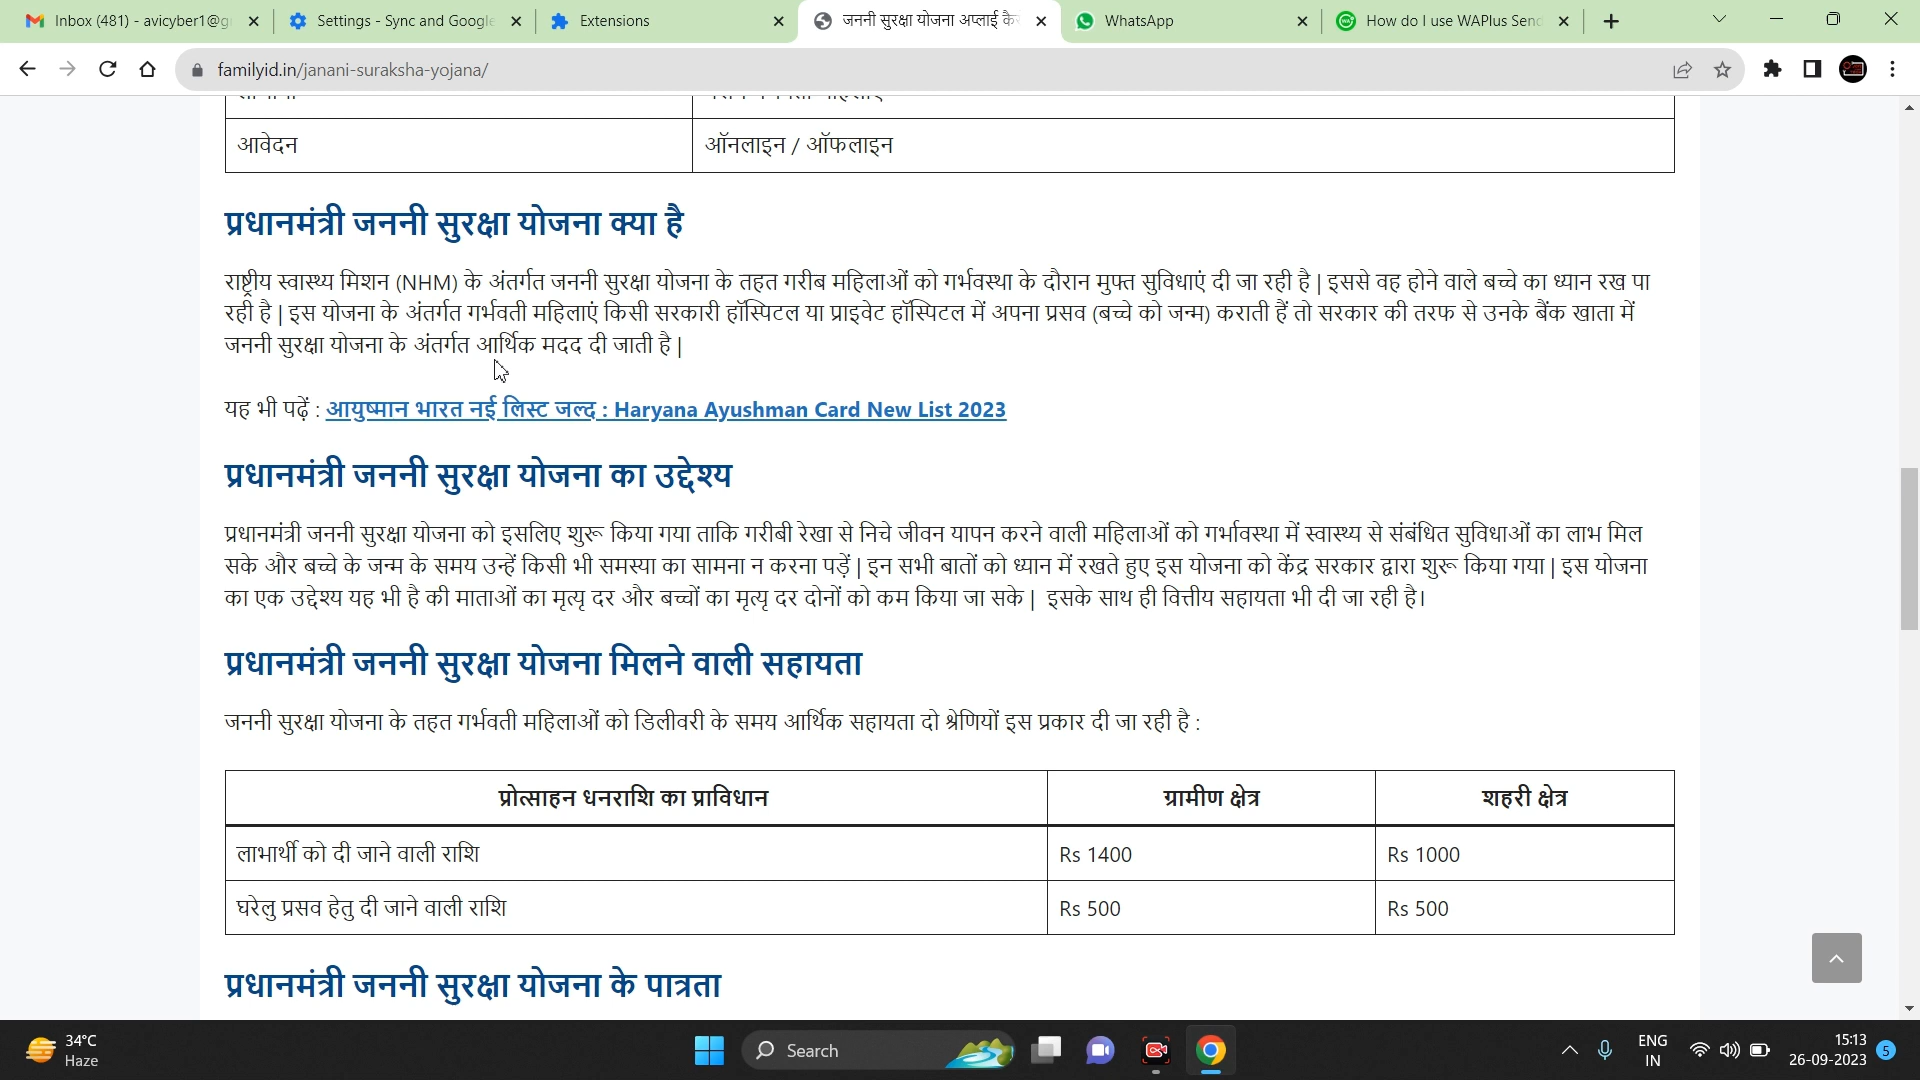 Inbox (481) - avicyber1@g
Settings - Sync and Google
Extensions
जननी सुरक्षा योजना अप्लाई कै
WhatsApp
How do I use WAPlus Send
familyid.in/janani-suraksha-yojana/
आवेदन
ऑनलाइन / ऑफलाइन
प्रधानमंत्री जननी सुरक्षा योजना क्या है
राष्ट्रीय स्वास्थ्य मिशन (NHM) के अंतर्गत जननी सुरक्षा योजना के तहत गरीब महिलाओं को गर्भवस्था के दौरान मुफ्त सुविधाएं दी जा रही है | इससे वह होने वाले बच्चे का ध्यान रख पा
रही है | इस योजना के अंतर्गत गर्भवती महिलाएं किसी सरकारी हॉस्पिटल या प्राइवेट हॉस्पिटल में अपना प्रसव (बच्चे को जन्म) कराती हैं तो सरकार की तरफ से उनके बैंक खाता में
जननी सुरक्षा योजना के अंतर्गत आर्थिक मदद दी जाती है |
यह भी पढ़ें : आयुष्मान भारत नई लिस्ट जल्द : Haryana Ayushman Card New List 2023
प्रधानमंत्री जननी सुरक्षा योजना का उद्देश्य
प्रधानमंत्री जननी सुरक्षा योजना को इसलिए शुरू किया गया ताकि गरीबी रेखा से निचे जीवन यापन करने वाली महिलाओं को गर्भावस्था में स्वास्थ्य से संबंधित सुविधाओं का लाभ मिल
सके और बच्चे के जन्म के समय उन्हें किसी भी समस्या का सामना न करना पड़ें | इन सभी बातों को ध्यान में रखते हुए इस योजना को केंद्र सरकार द्वारा शुरू किया गया | इस योजना
का एक उद्देश्य यह भी है की माताओं का मृत्यु दर और बच्चों का मृत्यु दर दोनों को कम किया जा सके | इसके साथ ही वित्तीय सहायता भी दी जा रही है।
प्रधानमंत्री जननी सुरक्षा योजना मिलने वाली सहायता
जननी सुरक्षा योजना के तहत गर्भवती महिलाओं को डिलीवरी के समय आर्थिक सहायता दो श्रेणियों इस प्रकार दी जा रही है :
प्रोत्साहन धनराशि का प्राविधान
ग्रामीण क्षेत्र
शहरी क्षेत्र
लाभार्थी को दी जाने वाली राशि
Rs 1400
Rs 1000
घरेलु प्रसव हेतु दी जाने वाली राशि
Rs 500
Rs 500
प्रधानमंत्री जननी सुरक्षा योजना के पात्रता
34°C
Haze
Search
ENG
IN
15:13
26-09-2023
5